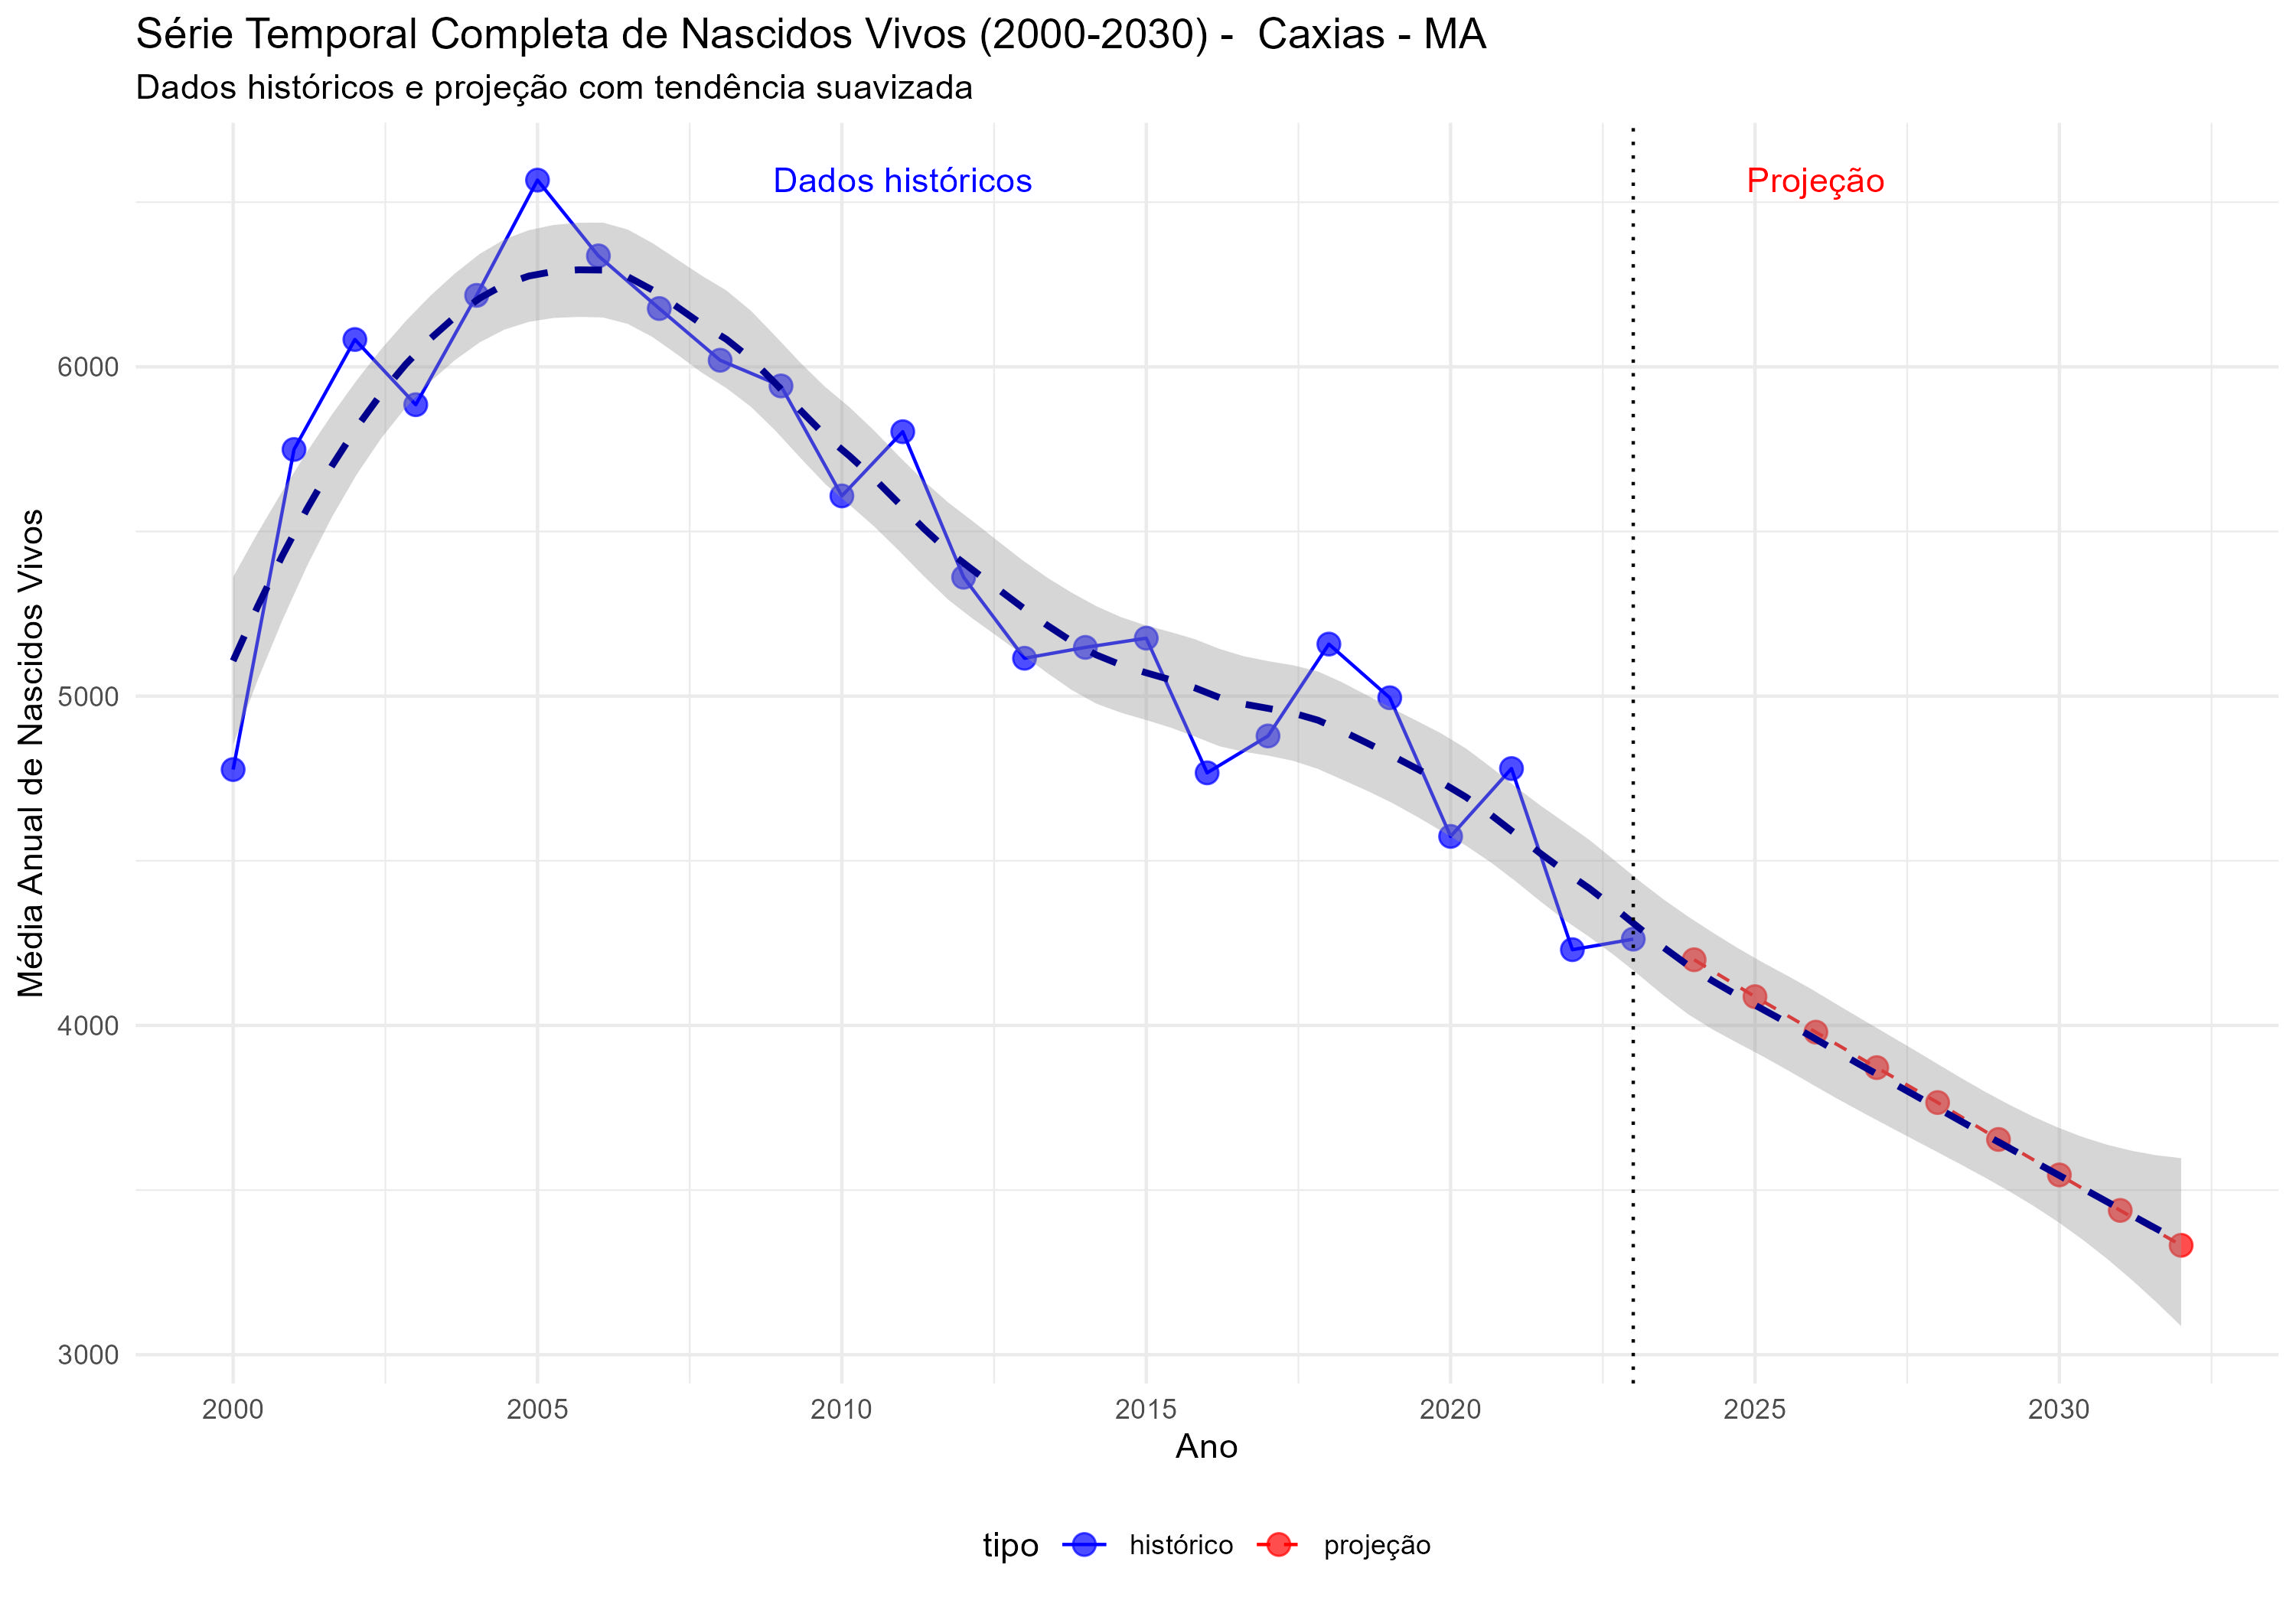 Série Temporal Completa de Nascidos Vivos (2000-2030) -  Caxias - MA
Dados históricos e projeção com tendência suavizada
Dados históricos
Projeção
Média Anual de Nascidos Vivos
6000
5000
4000
3000
2000
2005
2010
2015
2020
2025
2030
Ano
tipo
histórico
projeção